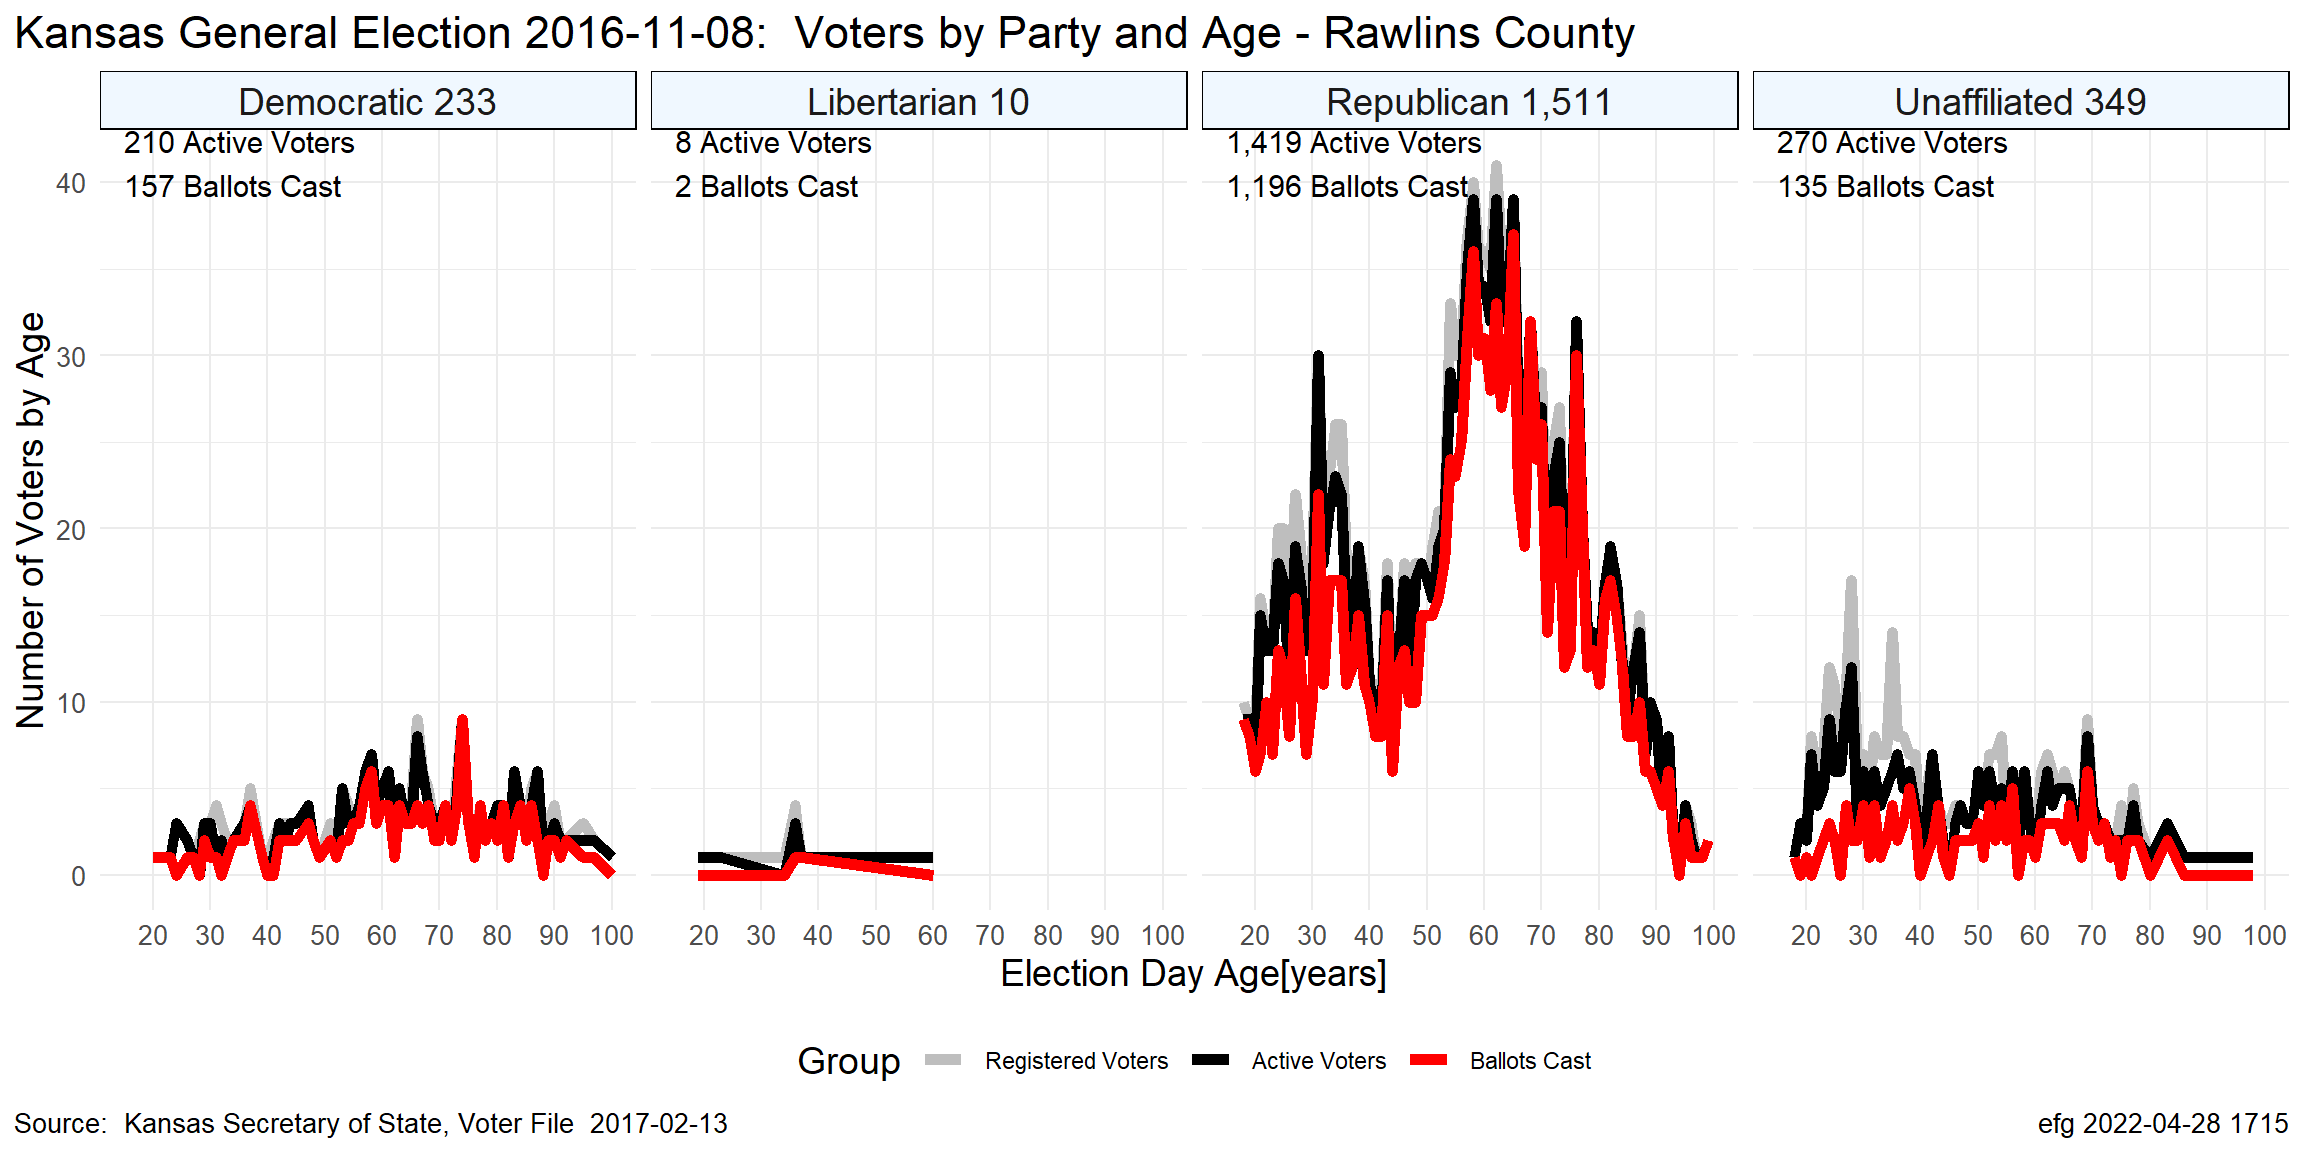 Kansas General Election 2016-11-08:  Voters by Party and Age - Rawlins County
Democratic 233
Libertarian 10
Republican 1,511
Unaffiliated 349
210 Active Voters
157 Ballots Cast
8 Active Voters
2 Ballots Cast
1,419 Active Voters
1,196 Ballots Cast
270 Active Voters
135 Ballots Cast
Number of Voters by Age
40
30
20
10
0
20 30 40 50 60 70 80 90 100
20 30 40 50 60 70 80 90 100
20 30 40 50 60 70 80 90 100
20 30 40 50 60 70 80 90 100
Election Day Age[years]
Group Registered Voters Active Voters Ballots Cast
Source:  Kansas Secretary of State, Voter File  2017-02-13
efg 2022-04-28 1715